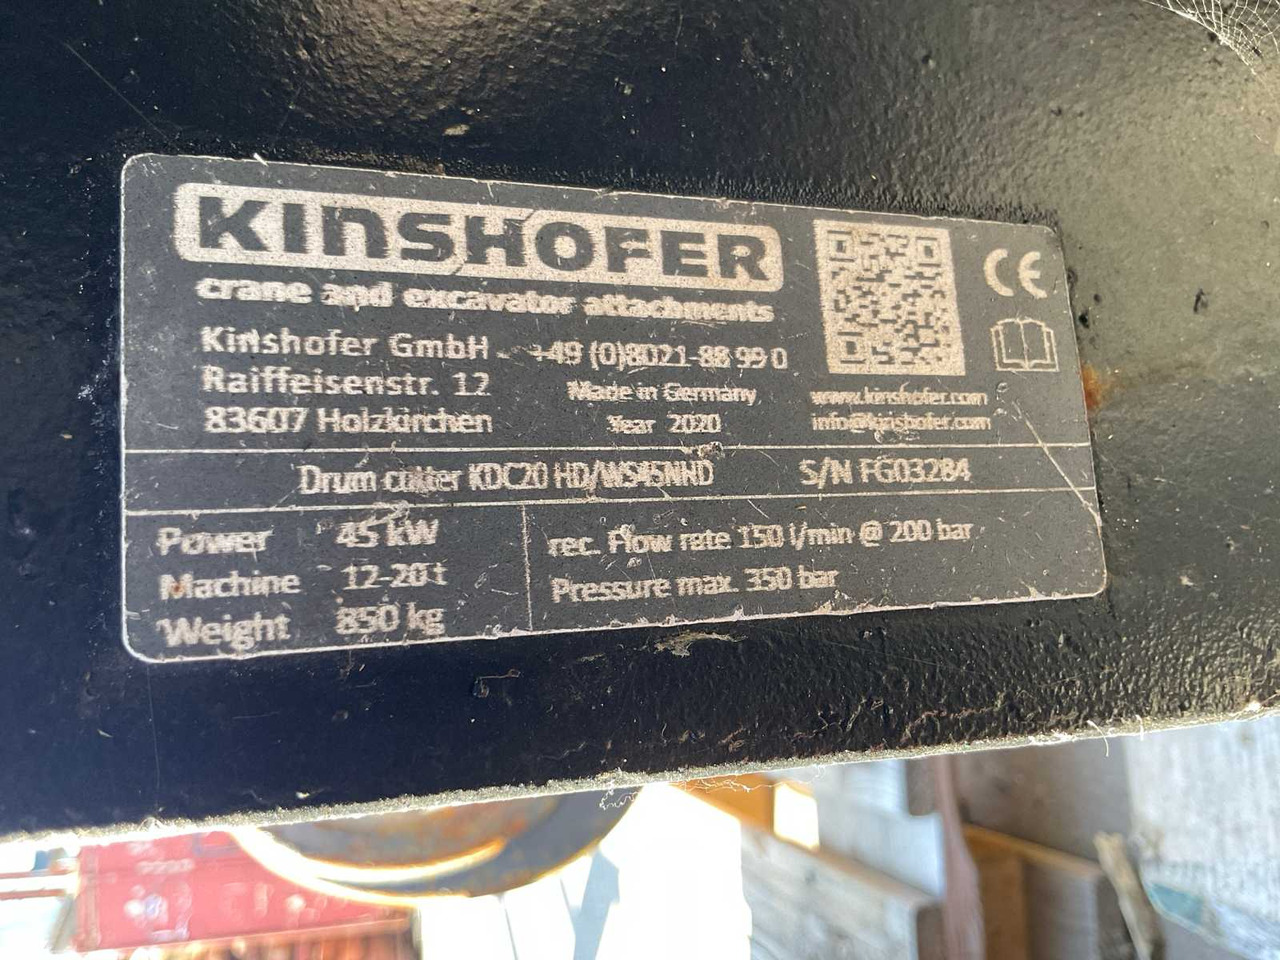 KINSHOFER
crane and excavator attachments
Kinshofer GmbH +49 (0)8021-88 99 0
Raiffeisenstr. 12 Made in Germany www.kinshofer.com
83607 Holzkirchen Year 2020 info@kinshofer.com
Drum cutter KDC20 HD/WS45NHD S/N FG03284
Power 45 kW rec. Flow rate 150 l/min @ 200 bar
Machine 12-20t Pressure max. 350 bar
Weight 850 kg
CE